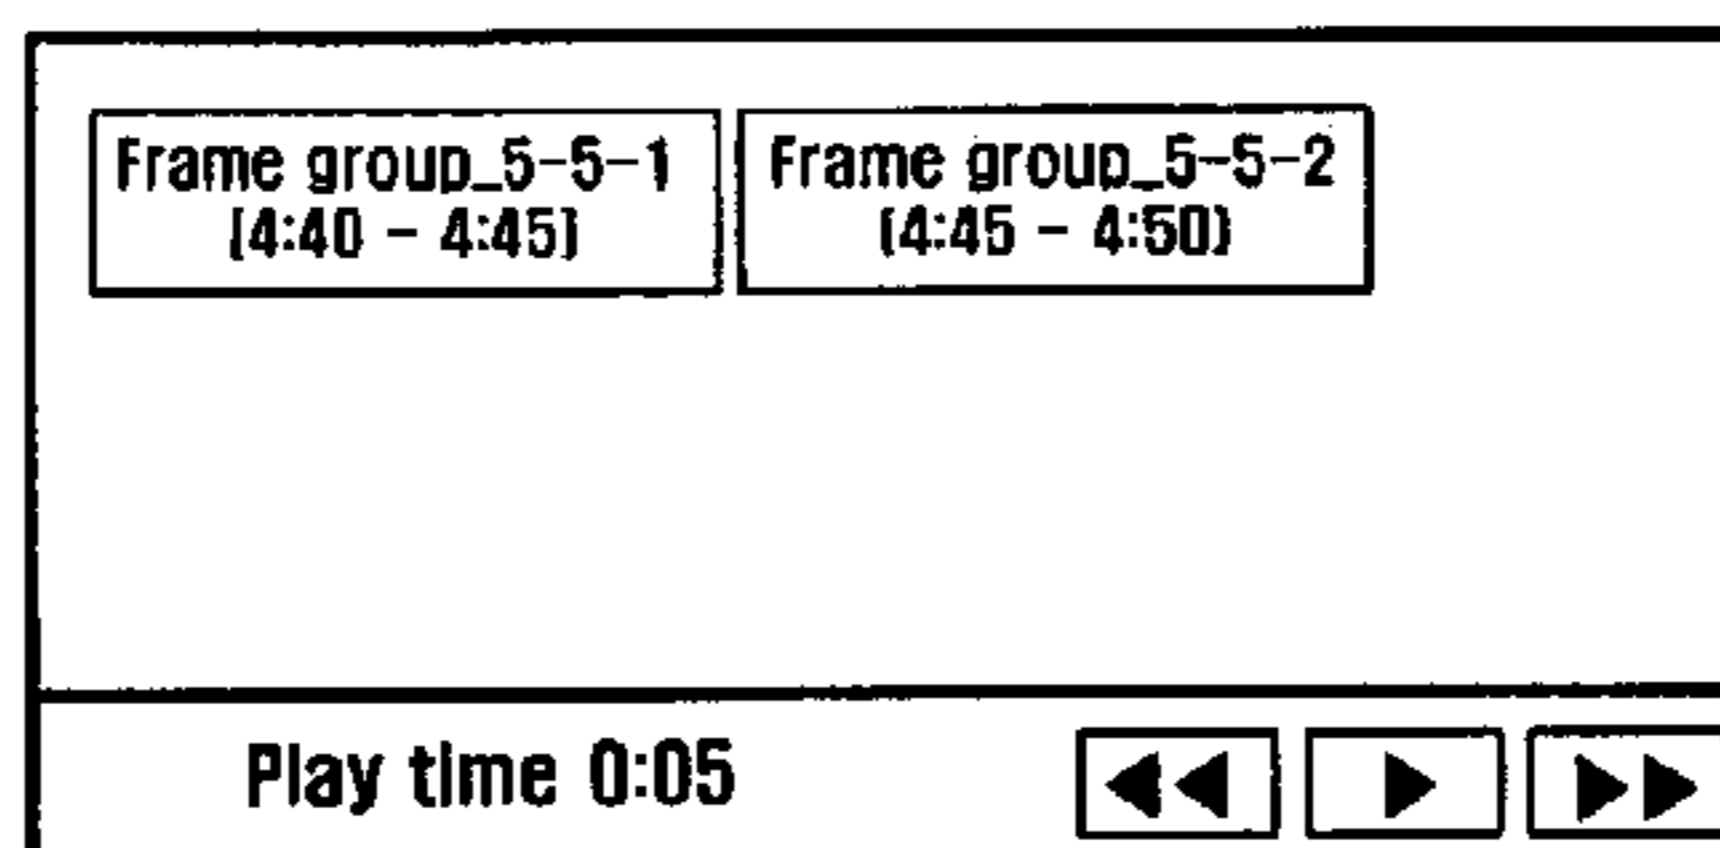 Frame group_5-5-1
(4:40 - 4:45)
Frame group_5-5-2
(4:45 - 4:50)
Play time 0:05